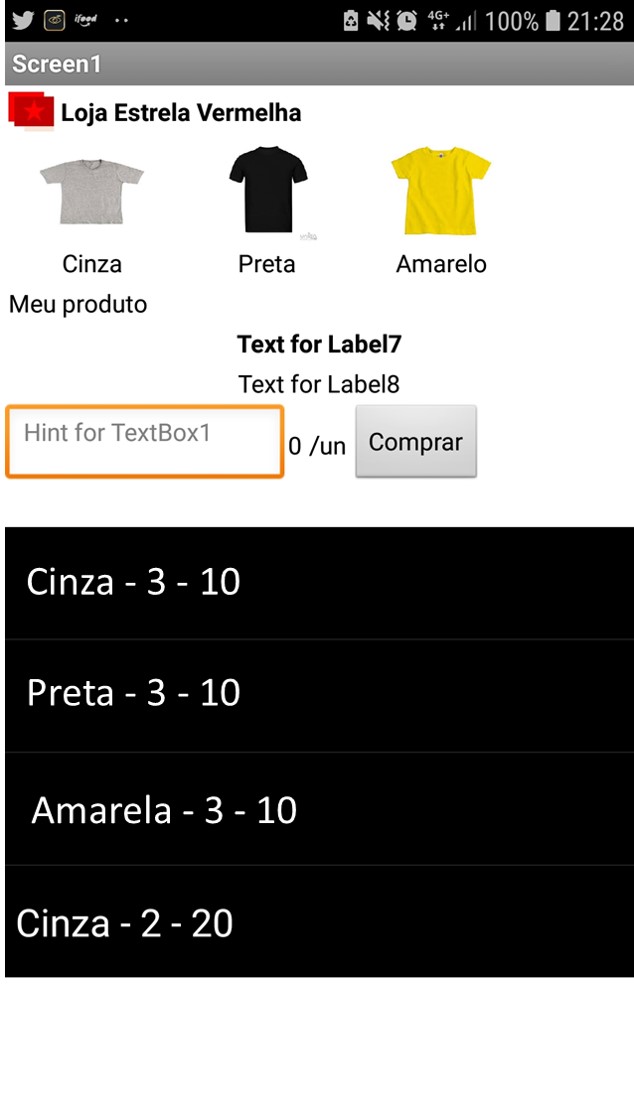 ifood 4G+ 100% 21:28
Screen1
Loja Estrela Vermelha
Cinza Preta Amarelo
Meu produto
Text for Label7
Text for Label8
Hint for TextBox1 0 /un Comprar
Cinza - 3 - 10
Preta - 3 - 10
Amarela - 3 - 10
Cinza - 2 - 20